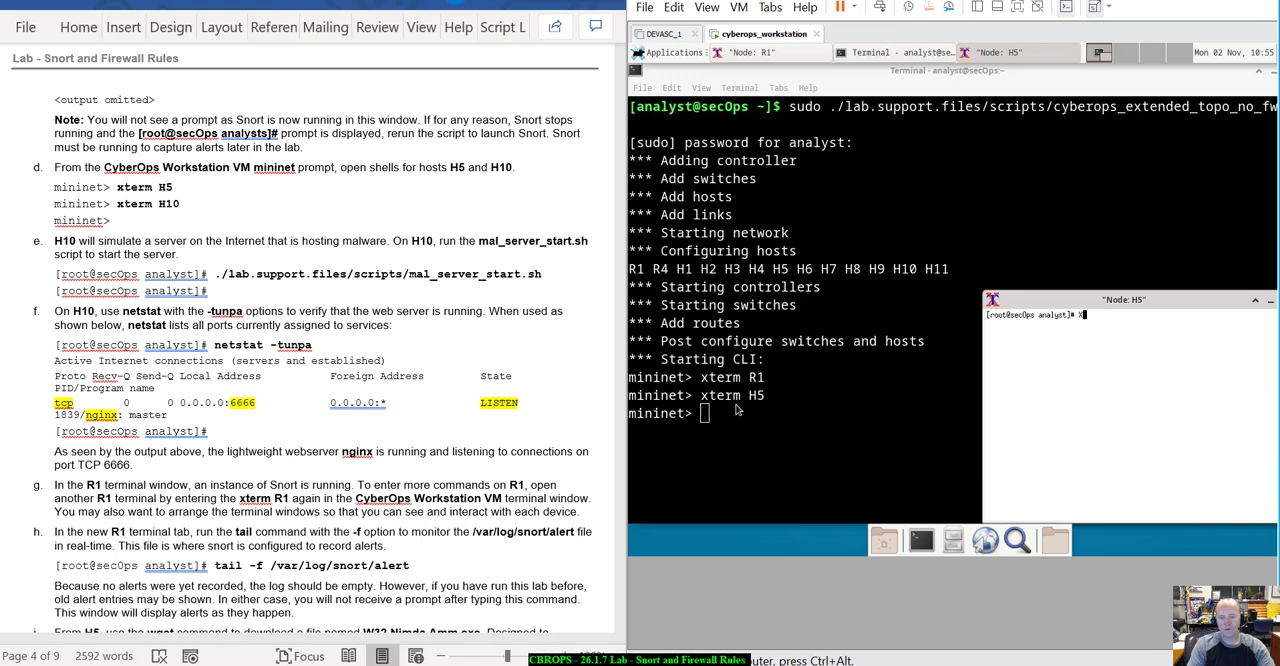 File Home Insert Design Layout Referen Mailing Review View Help Script L
Lab - Snort and Firewall Rules
<output omitted>
Note: You will not see a prompt as Snort is now running in this window. If for any reason, Snort stops
running and the [root@secOps analysts]# prompt is displayed, rerun the script to launch Snort. Snort
must be running to capture alerts later in the lab.
d. From the CyberOps Workstation VM mininet prompt, open shells for hosts H5 and H10.
mininet> xterm H5
mininet> xterm H10
mininet>
e. H10 will simulate a server on the Internet that is hosting malware. On H10, run the mal_server_start.sh
script to start the server.
[root@secOps analyst]# ./lab.support.files/scripts/mal_server_start.sh
[root@secOps analyst]#
f. On H10, use netstat with the -tunpa options to verify that the web server is running. When used as
shown below, netstat lists all ports currently assigned to services:
[root@secOps analyst]# netstat -tunpa
Active Internet connections (servers and established)
Proto Recv-Q Send-Q Local Address Foreign Address State
PID/Program name
tcp 0 0 0.0.0.0:6666 0.0.0.0:* LISTEN
1839/nginx: master
[root@secOps analyst]#
As seen by the output above, the lightweight webserver nginx is running and listening to connections on
port TCP 6666.
g. In the R1 terminal window, an instance of Snort is running. To enter more commands on R1, open
another R1 terminal by entering the xterm R1 again in the CyberOps Workstation VM terminal window.
You may also want to arrange the terminal windows so that you can see and interact with each device.
h. In the new R1 terminal tab, run the tail command with the -f option to monitor the /var/log/snort/alert file
in real-time. This file is where snort is configured to record alerts.
[root@sec0ps analyst]# tail -f /var/log/snort/alert
Because no alerts were yet recorded, the log should be empty. However, if you have run this lab before,
old alert entries may be shown. In either case, you will not receive a prompt after typing this command.
This window will display alerts as they happen.
i. From H5, use the wget command to download a file named W32.Nimda.Amm.exe. Designed to
Page 4 of 9 2592 words Focus
File Edit View VM Tabs Help
DEVASC_1 cyberops_workstation
Applications "Node: R1" Terminal - analyst@se... "Node: H5" Mon 02 Nov, 10:55
Terminal - analyst@secOps:~
File Edit View Terminal Tabs Help
[analyst@secOps ~]$ sudo ./lab.support.files/scripts/cyberops_extended_topo_no_fw
[sudo] password for analyst:
*** Adding controller
*** Add switches
*** Add hosts
*** Add links
*** Starting network
*** Configuring hosts
R1 R4 H1 H2 H3 H4 H5 H6 H7 H8 H9 H10 H11
*** Starting controllers
*** Starting switches
*** Add routes
*** Post configure switches and hosts
*** Starting CLI:
mininet> xterm R1
mininet> xterm H5
mininet>
"Node: H5"
[root@secOps analyst]# X
CBROPS - 26.1.7 Lab - Snort and Firewall Rules
puter, press Ctrl+Alt.